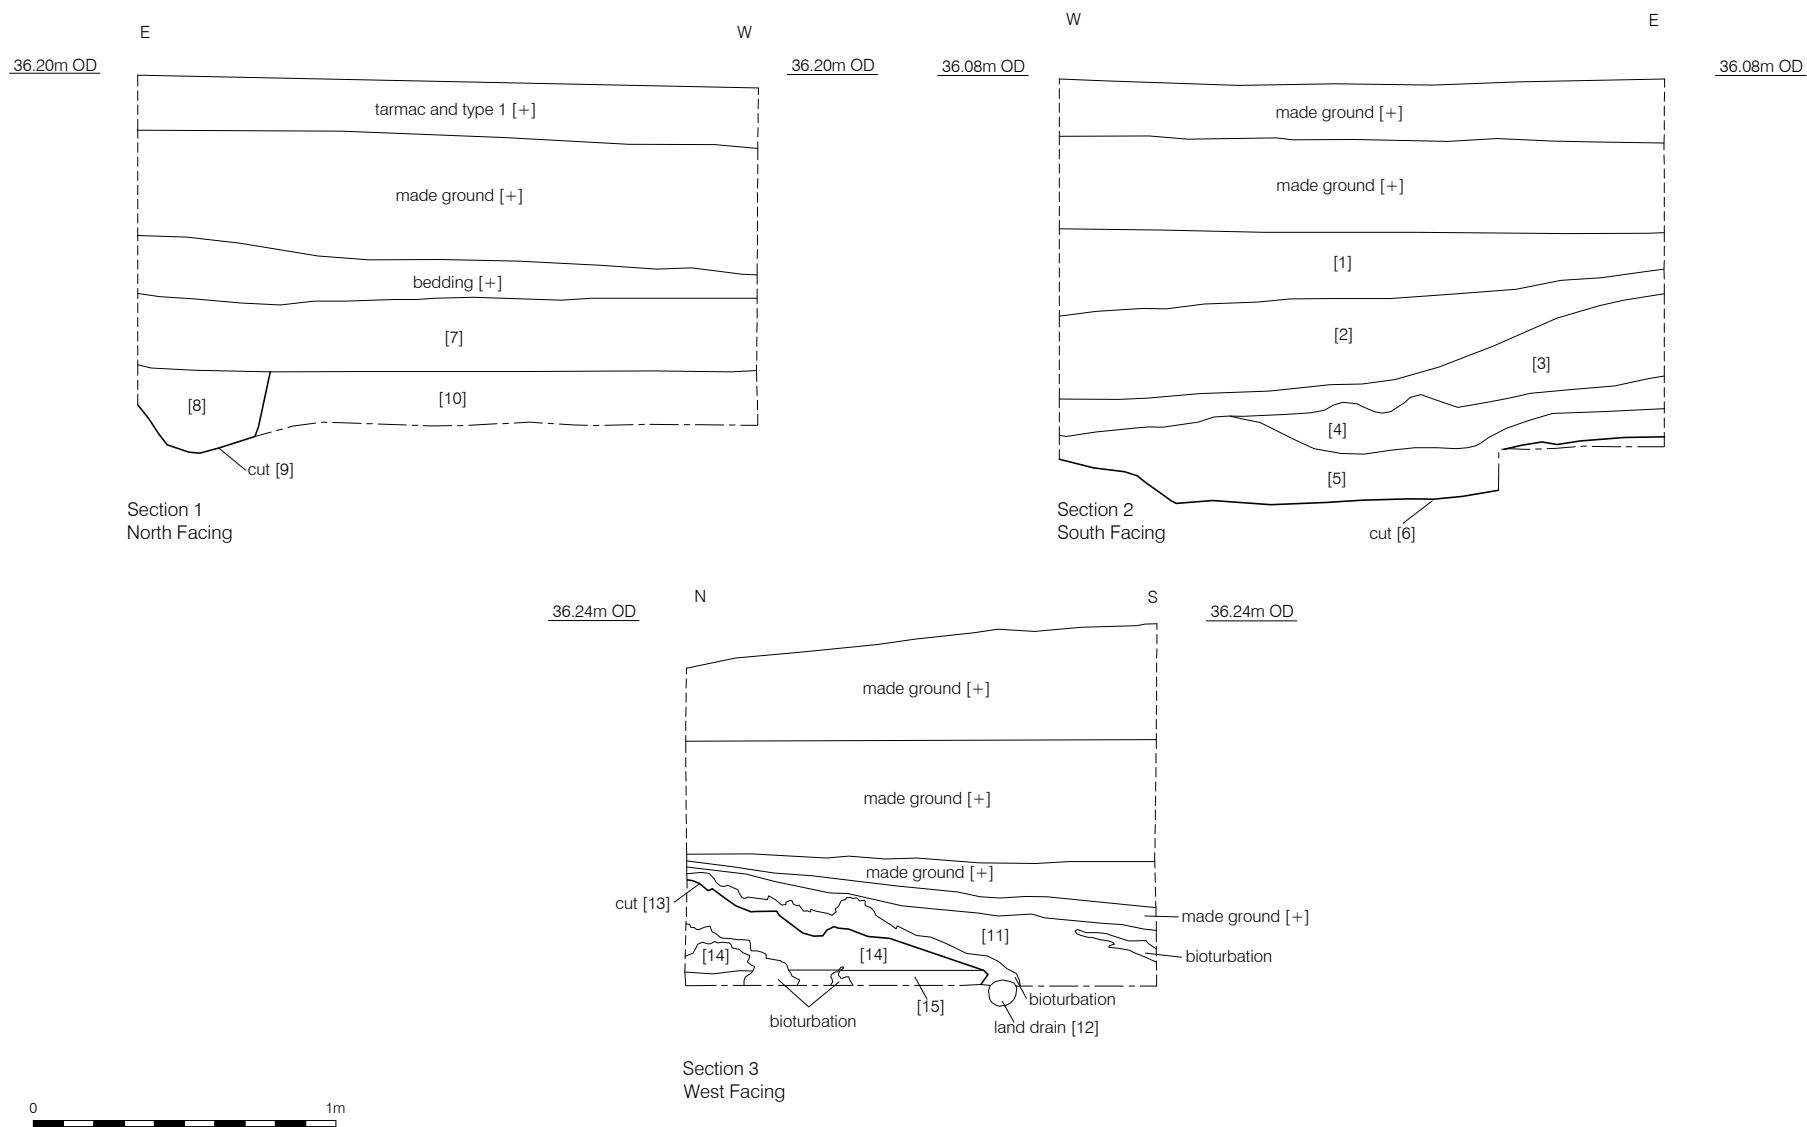 E
W
36.20m OD
36.20m OD
tarmac and type 1 [+]
made ground [+]
bedding [+]
[7]
[8]
[10]
cut [9]
Section 1
North Facing
W
E
36.08m OD
36.08m OD
made ground [+]
made ground [+]
[1]
[2]
[3]
[4]
[5]
cut [6]
Section 2
South Facing
N
S
36.24m OD
36.24m OD
made ground [+]
made ground [+]
made ground [+]
cut [13]
made ground [+]
[11]
[14]
[14]
bioturbation
bioturbation
[15]
bioturbation
land drain [12]
Section 3
West Facing
0
1m